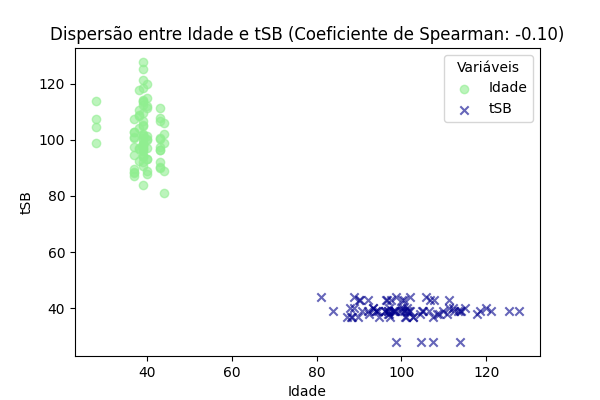 Dispersão entre Idade e tSB (Coeficiente de Spearman: -0.10)
Variáveis
Idade
tSB
120
100
80
60
40
tSB
40 60 80 100 120
Idade